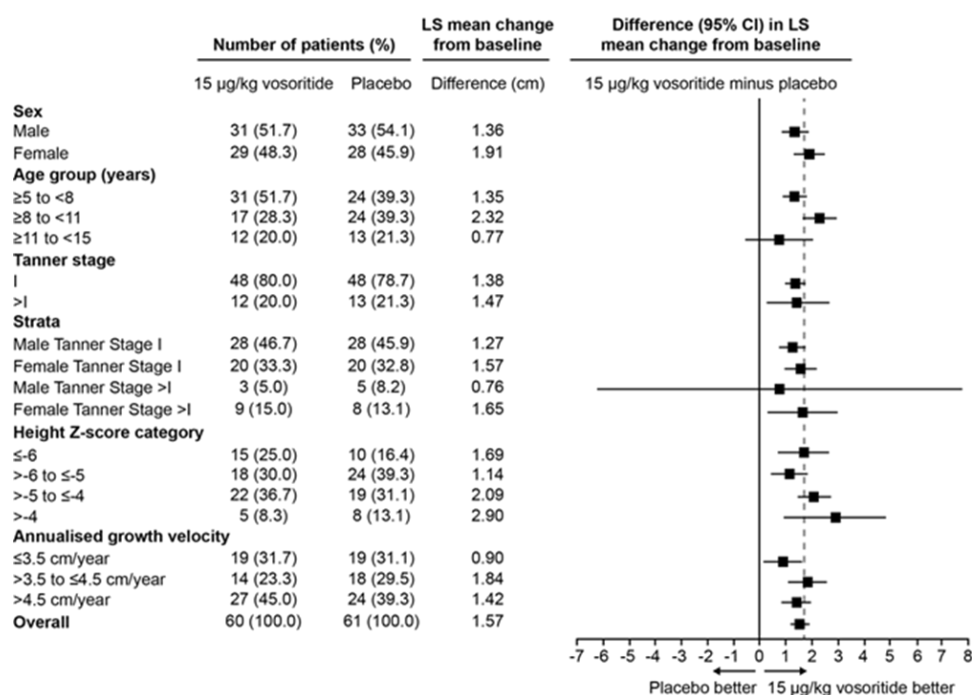 Number of patients (%) LS mean change from baseline Difference (95% CI) in LS mean change from baseline
15 µg/kg vosoritide Placebo Difference (cm) 15 µg/kg vosoritide minus placebo
Sex
Male 31 (51.7) 33 (54.1) 1.36
Female 29 (48.3) 28 (45.9) 1.91
Age group (years)
≥5 to <8 31 (51.7) 24 (39.3) 1.35
≥8 to <11 17 (28.3) 24 (39.3) 2.32
≥11 to <15 12 (20.0) 13 (21.3) 0.77
Tanner stage
I 48 (80.0) 48 (78.7) 1.38
>I 12 (20.0) 13 (21.3) 1.47
Strata
Male Tanner Stage I 28 (46.7) 28 (45.9) 1.27
Female Tanner Stage I 20 (33.3) 20 (32.8) 1.57
Male Tanner Stage >I 3 (5.0) 5 (8.2) 0.76
Female Tanner Stage >I 9 (15.0) 8 (13.1) 1.65
Height Z-score category
≤-6 15 (25.0) 10 (16.4) 1.69
>-6 to ≤-5 18 (30.0) 24 (39.3) 1.14
>-5 to ≤-4 22 (36.7) 19 (31.1) 2.09
>-4 5 (8.3) 8 (13.1) 2.90
Annualised growth velocity
≤3.5 cm/year 19 (31.7) 19 (31.1) 0.90
>3.5 to ≤4.5 cm/year 14 (23.3) 18 (29.5) 1.84
>4.5 cm/year 27 (45.0) 24 (39.3) 1.42
Overall 60 (100.0) 61 (100.0) 1.57
-7 -6 -5 -4 -3 -2 -1 0 1 2 3 4 5 6 7 8
Placebo better 15 µg/kg vosoritide better